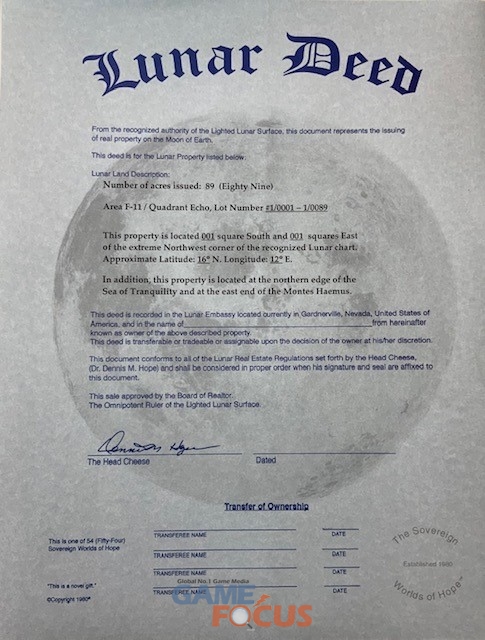 Lunar Deed
From the recognized authority of the Lighted Lunar Surface, this document represents the issuing
of real property on the Moon of Earth.
This deed is for the Lunar Property listed below:
Lunar Land Description:
Number of acres issued: 89 (Eighty Nine)
Area F-11 / Quadrant Echo, Lot Number #1/0001 – 1/0089
This property is located 001 square South and 001 squares East
of the extreme Northwest corner of the recognized Lunar chart.
Approximate Latitude: 16° N. Longitude: 12° E.
In addition, this property is located at the northern edge of the
Sea of Tranquility and at the east end of the Montes Haemus.
This deed is recorded in the Lunar Embassy located currently in Gardnerville, Nevada, United States of
America, and in the name of from hereinafter
known as owner of the above described property.
This deed is transferable or tradeable or assignable upon the decision of the owner at his/her discretion.
This document conforms to all of the Lunar Real Estate Regulations set forth by the Head Cheese,
(Dr. Dennis M. Hope) and shall be considered in proper order when his signature and seal are affixed to
this document.
This sale approved by the Board of Realtor.
The Omnipotent Ruler of the Lighted Lunar Surface.
Dennis M Hope
The Head Cheese Dated
Transfer of Ownership
This is one of 54 (Fifty-Four)
Sovereign Worlds of Hope
TRANSFEREE NAME DATE
TRANSFEREE NAME DATE
TRANSFEREE NAME DATE
TRANSFEREE NAME DATE
The Sovereign
Established 1980
Worlds of Hope
"This is a novel gift."
©Copyright 1980
Global No.1 Game Media
GAME
FOCUS